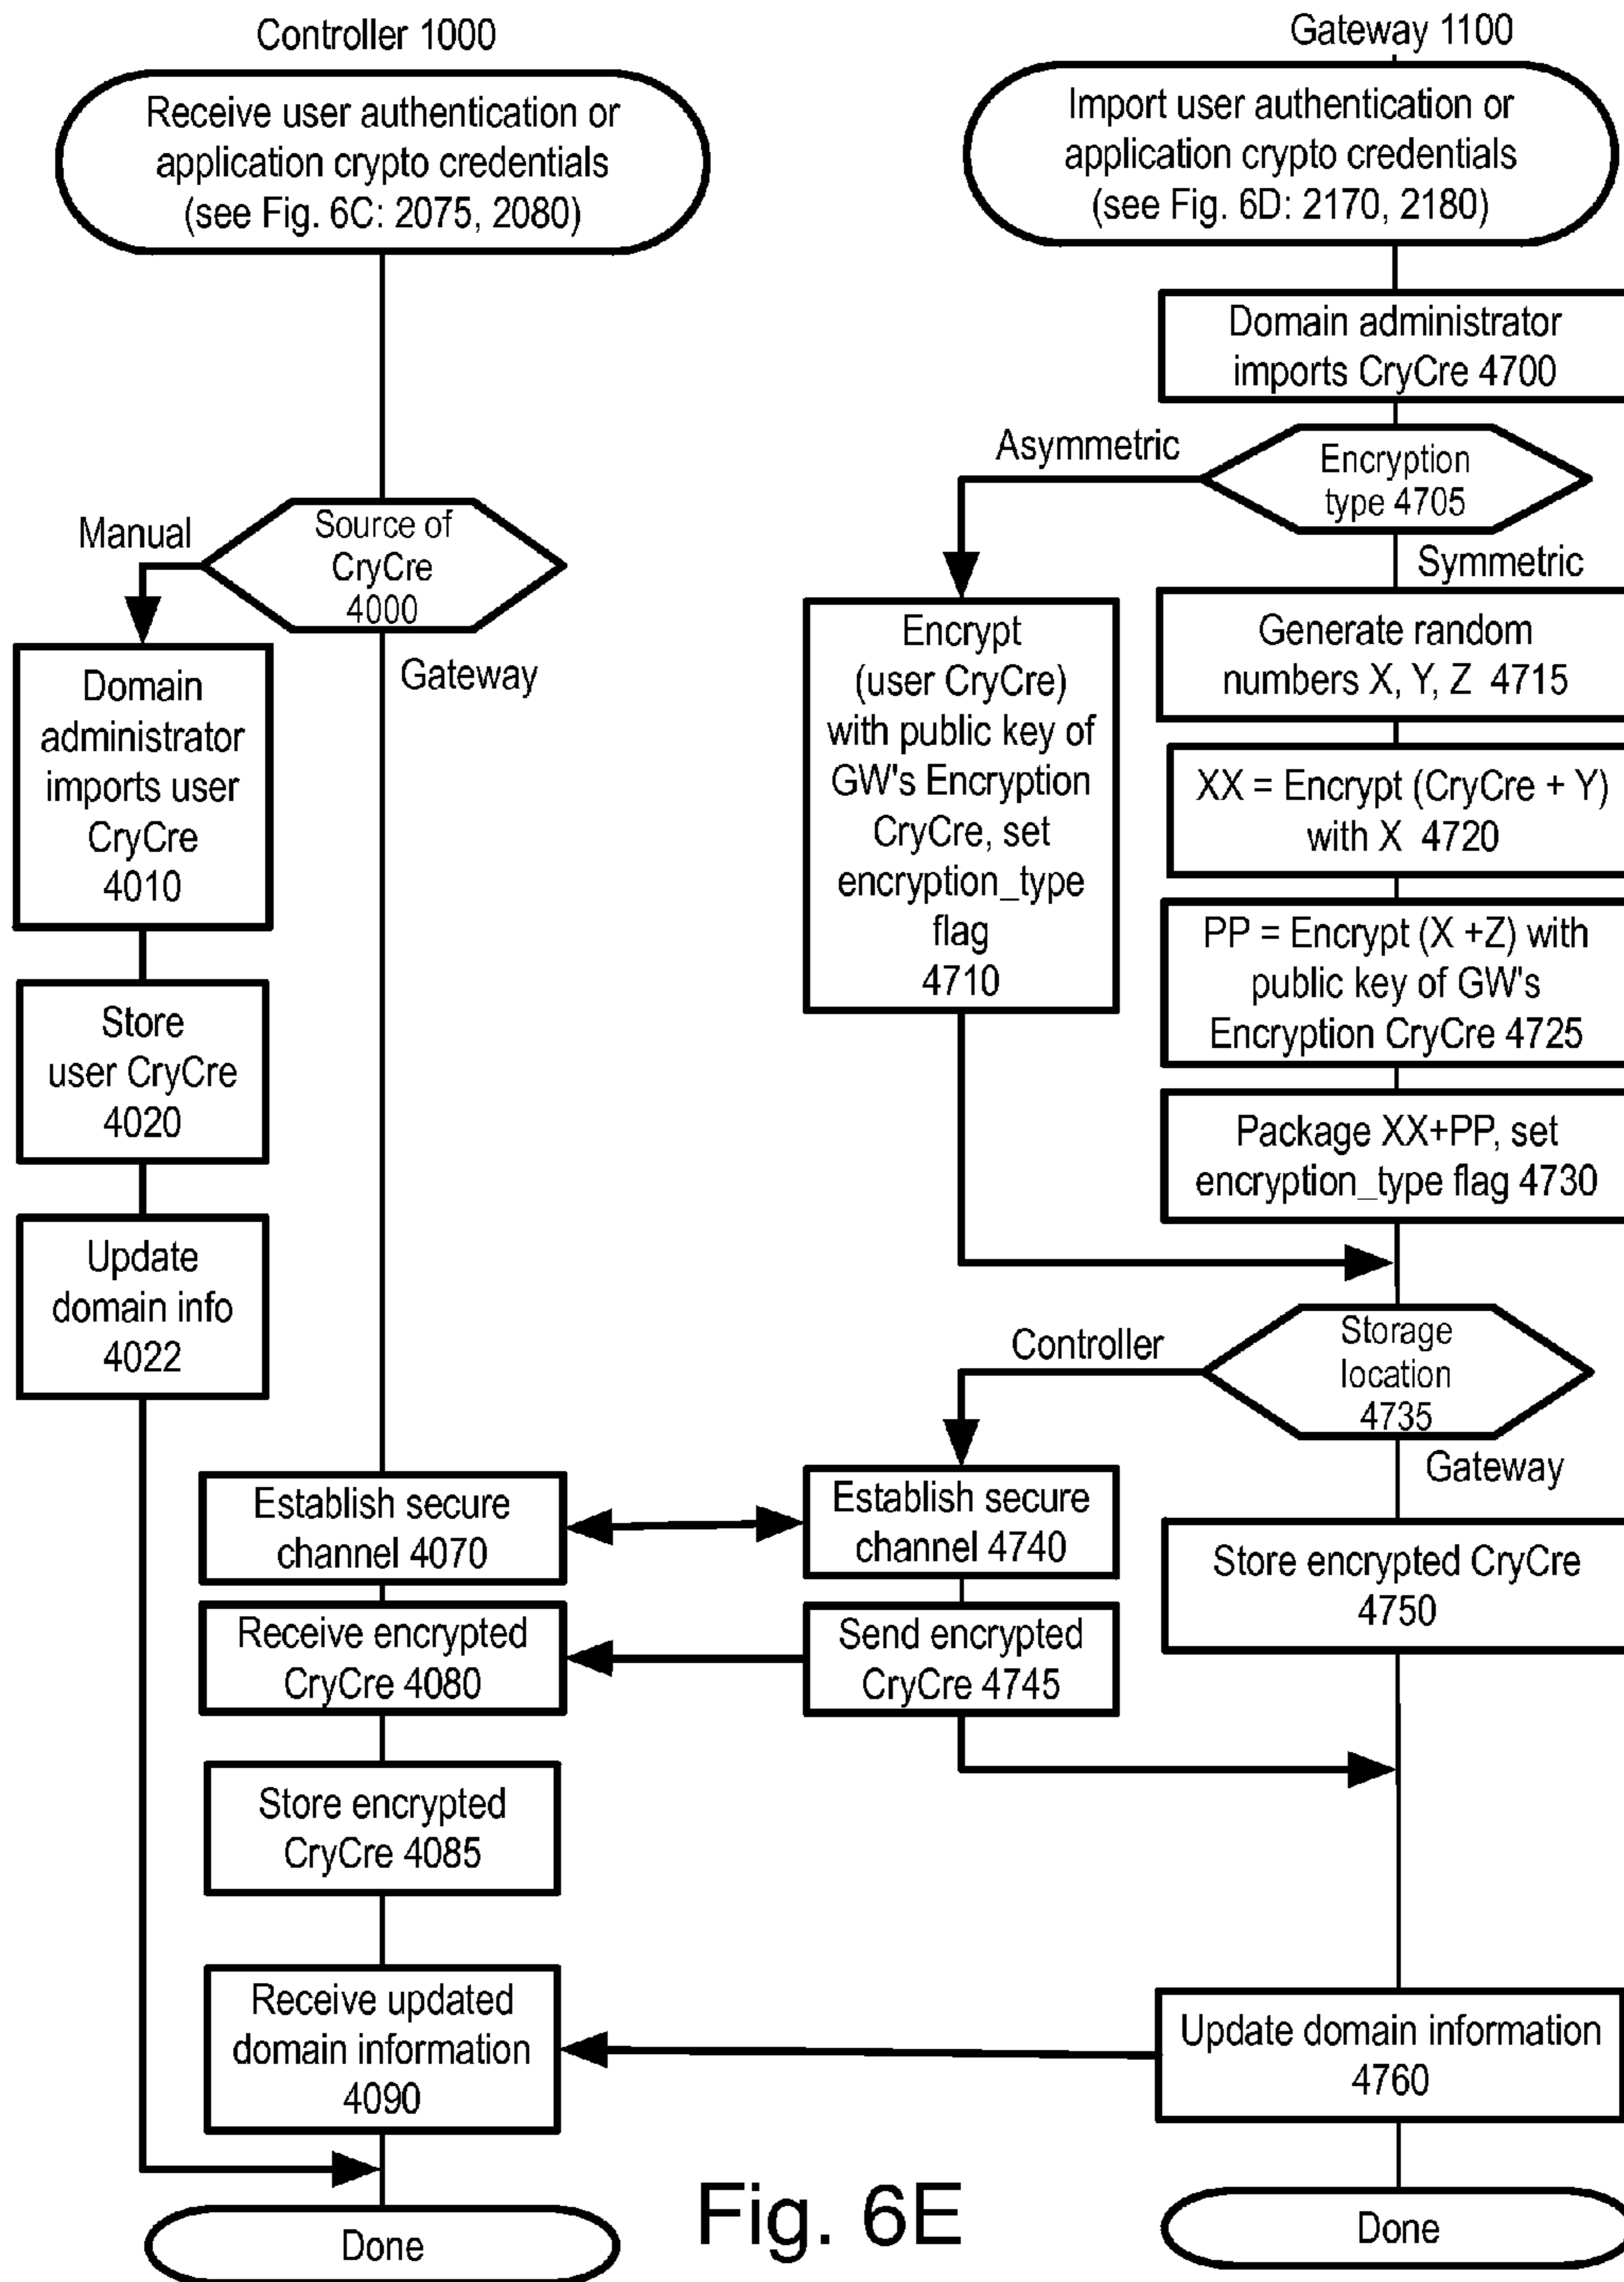 Controller 1000
Receive user authentication or
application crypto credentials
(see Fig. 6C: 2075, 2080)
Manual
Source of
CryCre
4000
Gateway
Domain
administrator
imports user
CryCre
4010
Store
user CryCre
4020
Update
domain info
4022
Establish secure
channel 4070
Receive encrypted
CryCre 4080
Store encrypted
CryCre 4085
Receive updated
domain information
4090
Done
Gateway 1100
Import user authentication or
application crypto credentials
(see Fig. 6D: 2170, 2180)
Domain administrator
imports CryCre 4700
Asymmetric
Encryption
type 4705
Symmetric
Encrypt
(user CryCre)
with public key of
GW's Encryption
CryCre, set
encryption_type
flag
4710
Generate random
numbers X, Y, Z 4715
XX = Encrypt (CryCre + Y)
with X 4720
PP = Encrypt (X +Z) with
public key of GW's
Encryption CryCre 4725
Package XX+PP, set
encryption_type flag 4730
Controller
Storage
location
4735
Gateway
Establish secure
channel 4740
Send encrypted
CryCre 4745
Store encrypted CryCre
4750
Update domain information
4760
Done
Fig. 6E